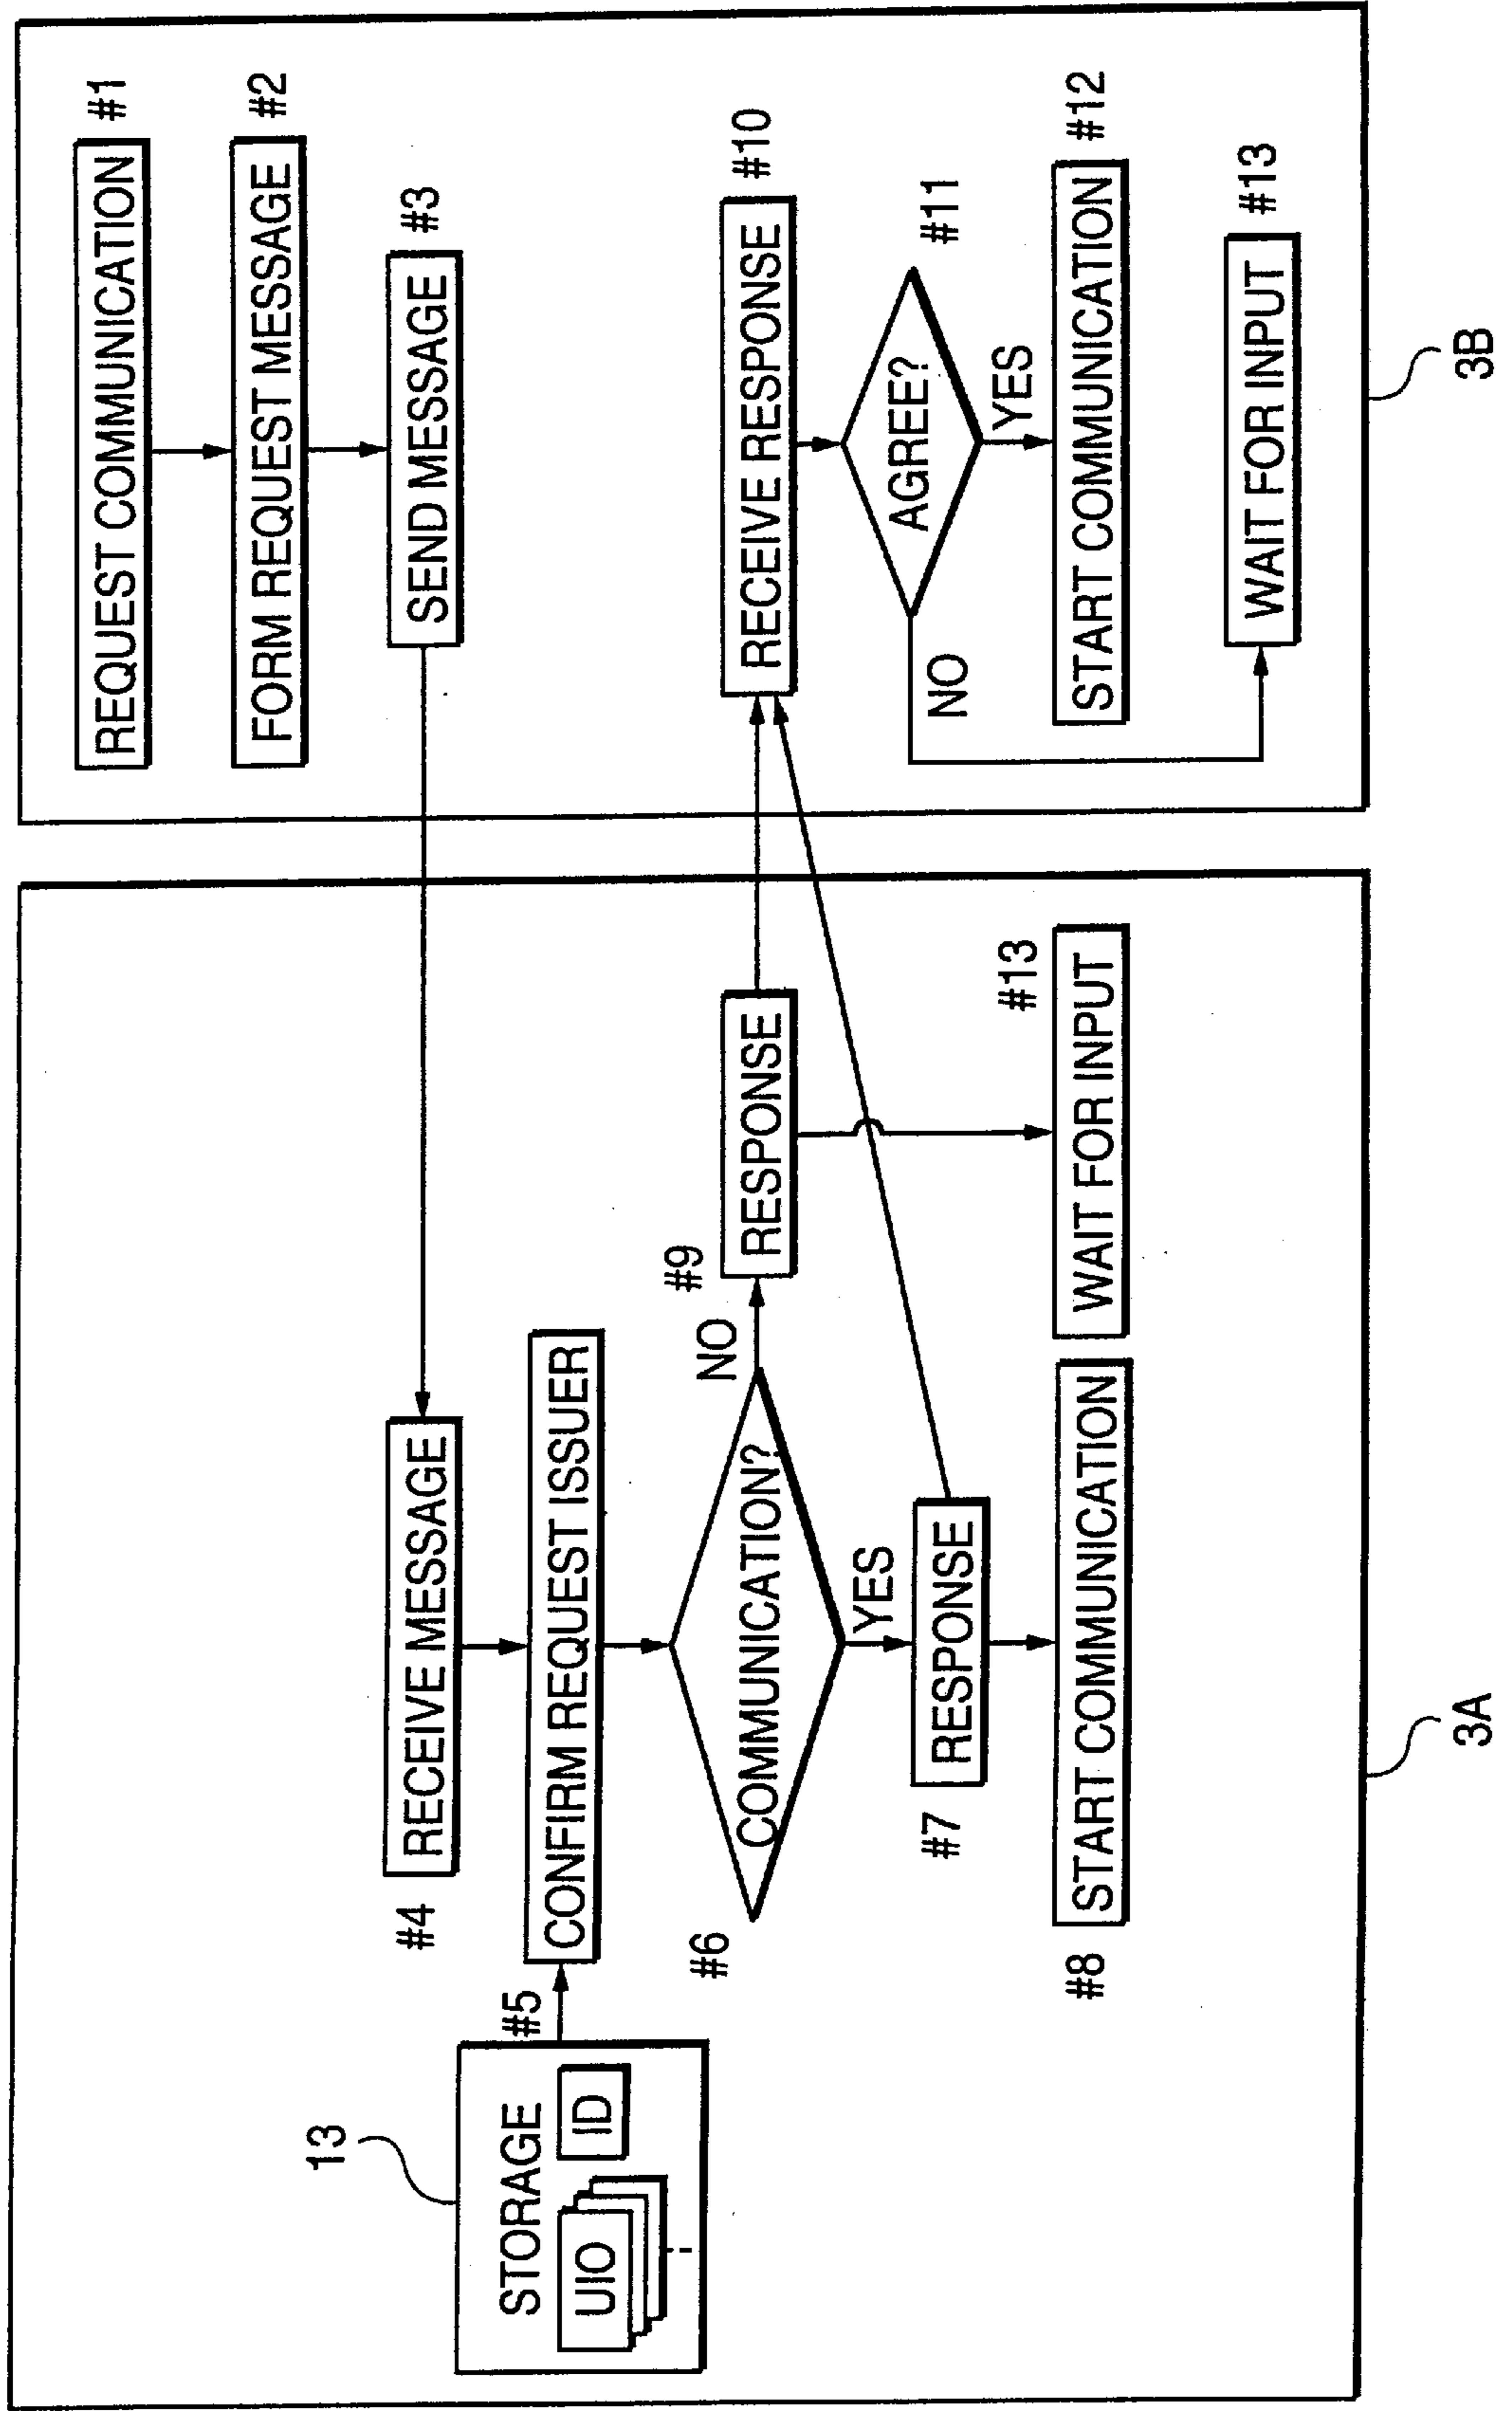 REQUEST COMMUNICATION #1
FORM REQUEST MESSAGE #2
SEND MESSAGE #3
#4 RECEIVE MESSAGE
13
STORAGE
UIO
ID
#5
CONFIRM REQUEST ISSUER
#6
COMMUNICATION?
NO
#9
RESPONSE
RECEIVE RESPONSE #10
YES
#7 RESPONSE
AGREE?
#11
NO
YES
#8 START COMMUNICATION
#13
WAIT FOR INPUT
START COMMUNICATION #12
WAIT FOR INPUT #13
3A
3B